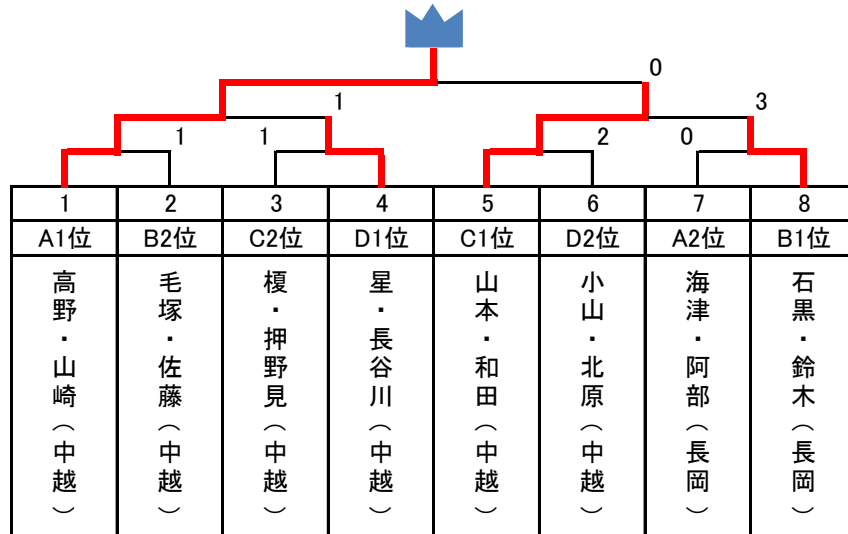 0
1 3
1 1 2 0
1 2 3 4 5 6 7 8
A1位 B2位 C2位 D1位 C1位 D2位 A2位 B1位
高野・山崎(中越)
毛塚・佐藤(中越)
榎・押野見(中越)
星・長谷川(中越)
山本・和田(中越)
小山・北原(中越)
海津・阿部(長岡)
石黒・鈴木(長岡)